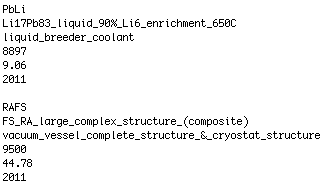 PbLi
Li17Pb83_liquid_90%_Li6_enrichment_650C
liquid_breeder_coolant
8897
9.06
2011

RAFS
FS_RA_large_complex_structure_(composite)
vacuum_vessel_complete_structure_&_cryostat_structure
9500
44.78
2011